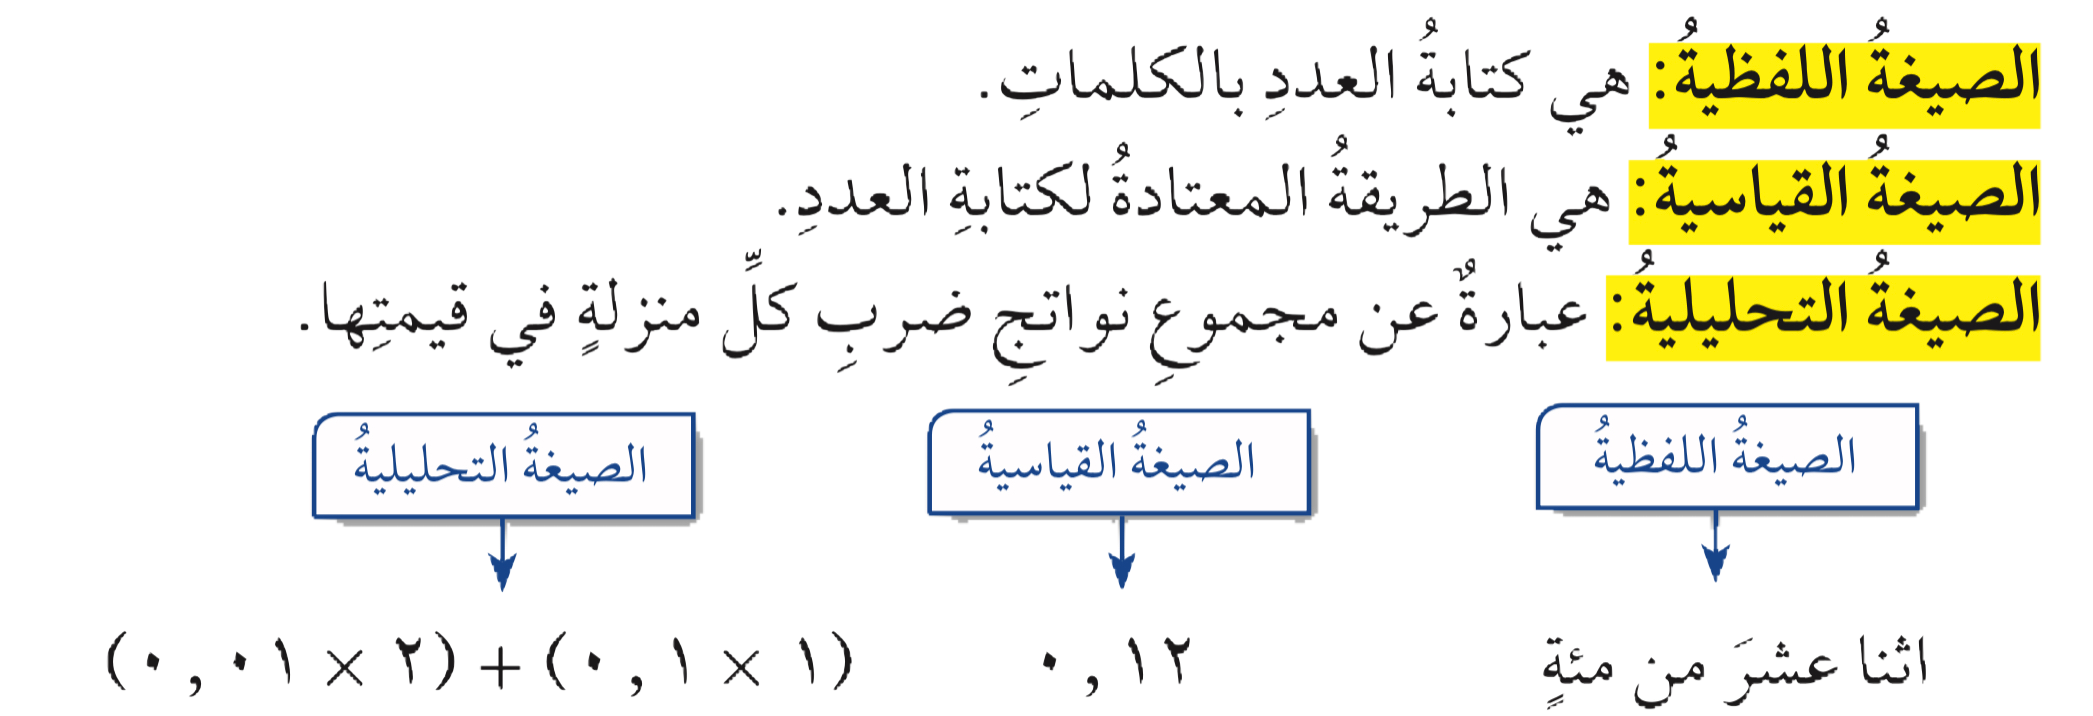 الصيغةُ اللفظيةُ: هي كتابةُ العددِ بالكلماتِ.
الصيغةُ القياسيةُ: هي الطريقةُ المعتادةُ لكتابةِ العددِ.
الصيغةُ التحليليةُ: عبارةٌ عن مجموعِ نواتجِ ضربِ كلِّ منزلةٍ في قيمتِها.
الصيغةُ اللفظيةُ الصيغةُ القياسيةُ الصيغةُ التحليليةُ
اثنا عشرَ من مئةٍ ٠,١٢ (١ × ٠,١) + (٢ × ٠,٠١)